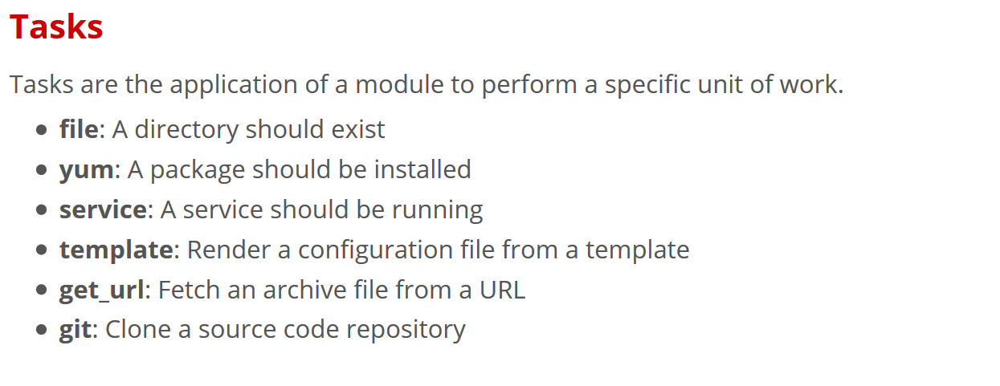 Tasks
Tasks are the application of a module to perform a specific unit of work.
• file: A directory should exist
• yum: A package should be installed
• service: A service should be running
• template: Render a configuration file from a template
• get_url: Fetch an archive file from a URL
• git: Clone a source code repository